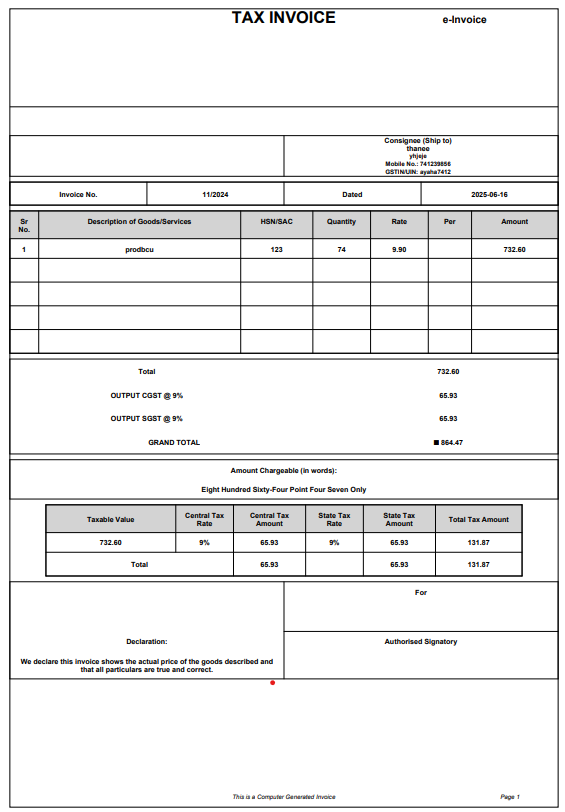 TAX INVOICE e-Invoice
Consignee (Ship to)
thanee
yhjeje
Mobile No.: 741239856
GSTIN/UIN: ayaha7412
Invoice No. 11/2024 Dated 2025-06-16
Sr No. Description of Goods/Services HSN/SAC Quantity Rate Per Amount
1 prodbcu 123 74 9.90 732.60
Total 732.60
OUTPUT CGST @ 9% 65.93
OUTPUT SGST @ 9% 65.93
GRAND TOTAL ■ 864.47
Amount Chargeable (in words):
Eight Hundred Sixty-Four Point Four Seven Only
Taxable Value Central Tax Rate Central Tax Amount State Tax Rate State Tax Amount Total Tax Amount
732.60 9% 65.93 9% 65.93 131.87
Total 65.93 65.93 131.87
For
Declaration: Authorised Signatory
We declare this invoice shows the actual price of the goods described and
that all particulars are true and correct.
This is a Computer Generated Invoice Page 1